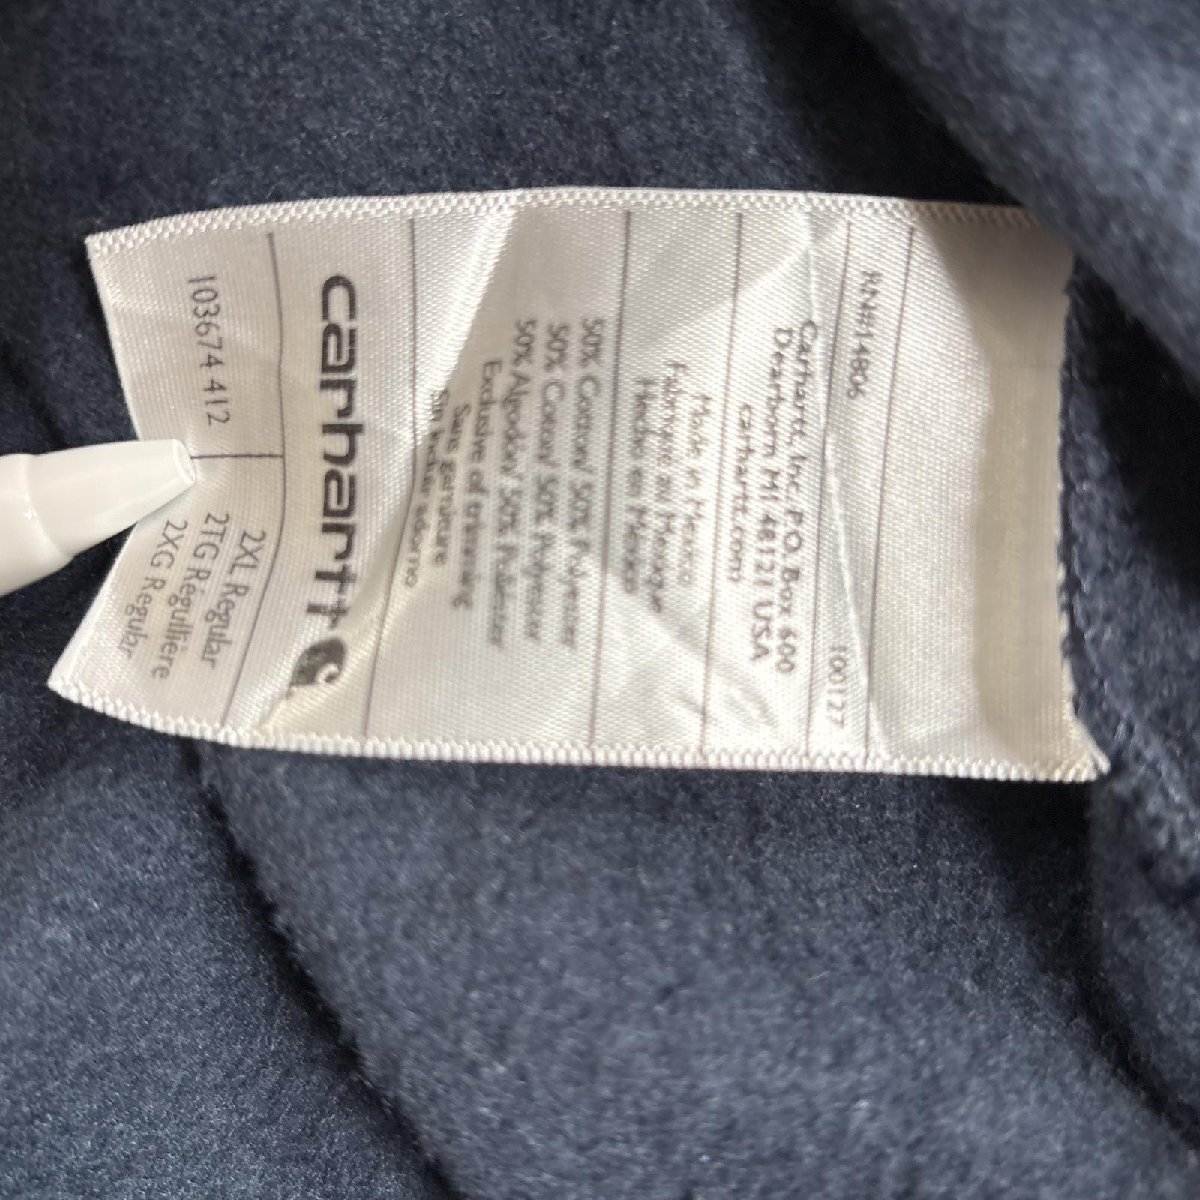 103674 412
2XL Regular
2TG Régulière
2XG Regular
carhartt
50% Cotton/ 50% Polyester
50% Coton/ 50% Polyester
50% Algodón/ 50% Poliéster
Exclusive of trimming
Sans garniture
Sin incluir adorno
Made in Mexico
Fabriqué au Mexique
Hecho en Mexico
Carhartt, Inc. P.O. Box 600
Dearborn MI 48121 USA
carhartt.com
RN#14806
100127